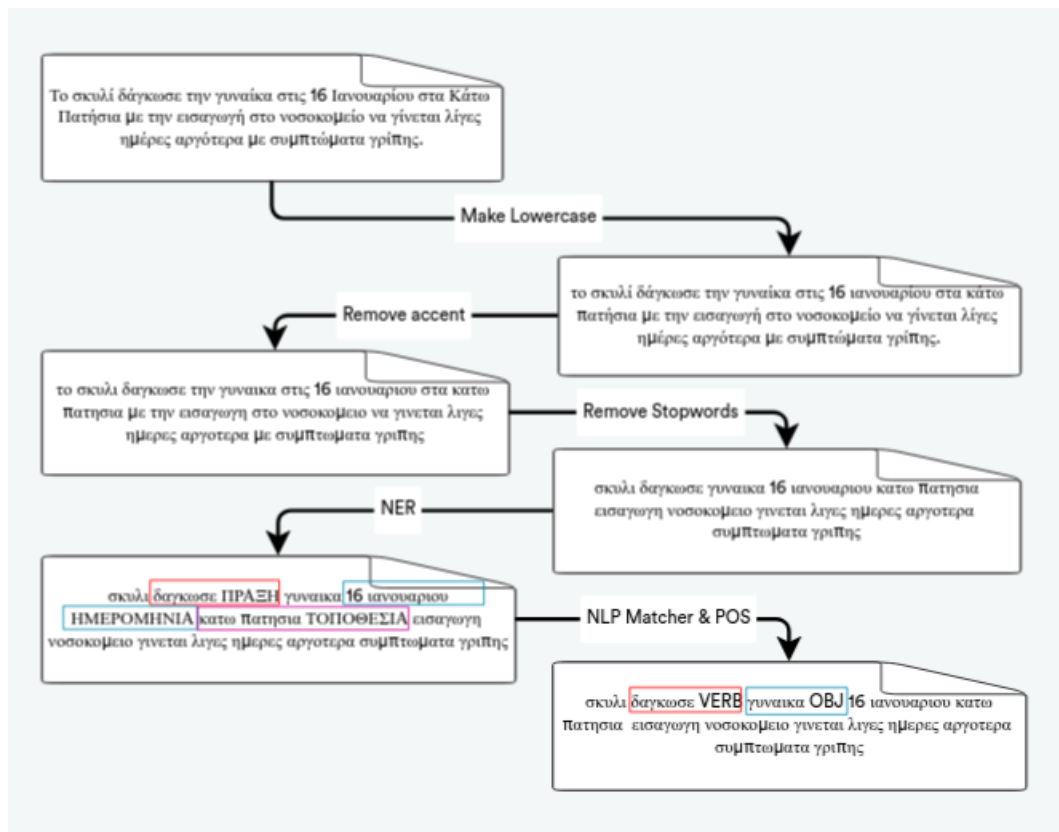 Το σκυλί δάγκωσε την γυναίκα στις 16 Ιανουαρίου στα Κάτω
Πατήσια με την εισαγωγή στο νοσοκομείο να γίνεται λίγες
ημέρες αργότερα με συμπτώματα γρίπης.
Make Lowercase
το σκυλί δάγκωσε την γυναίκα στις 16 ιανουαρίου στα κάτω
πατήσια με την εισαγωγή στο νοσοκομείο να γίνεται λίγες
ημέρες αργότερα με συμπτώματα γρίπης.
Remove accent
το σκυλι δαγκωσε την γυναικα στις 16 ιανουαριου στα κατω
πατησια με την εισαγωγη στο νοσοκομειο να γινεται λιγες
ημερες αργοτερα με συμπτωματα γριπης
Remove Stopwords
σκυλι δαγκωσε γυναικα 16 ιανουαριου κατω πατησια
εισαγωγη νοσοκομειο γινεται λιγες ημερες αργοτερα
συμπτωματα γριπης
NER
σκυλι δαγκωσε ΠΡΑΞΗ γυναικα 16 ιανουαριου
ΗΜΕΡΟΜΗΝΙΑ κατω πατησια ΤΟΠΟΘΕΣΙΑ εισαγωγη
νοσοκομειο γινεται λιγες ημερες αργοτερα συμπτωματα γριπης
NLP Matcher & POS
σκυλι δαγκωσε VERB γυναικα OBJ 16 ιανουαριου κατω
πατησια εισαγωγη νοσοκομειο γινεται λιγες ημερες αργοτερα
συμπτωματα γριπης